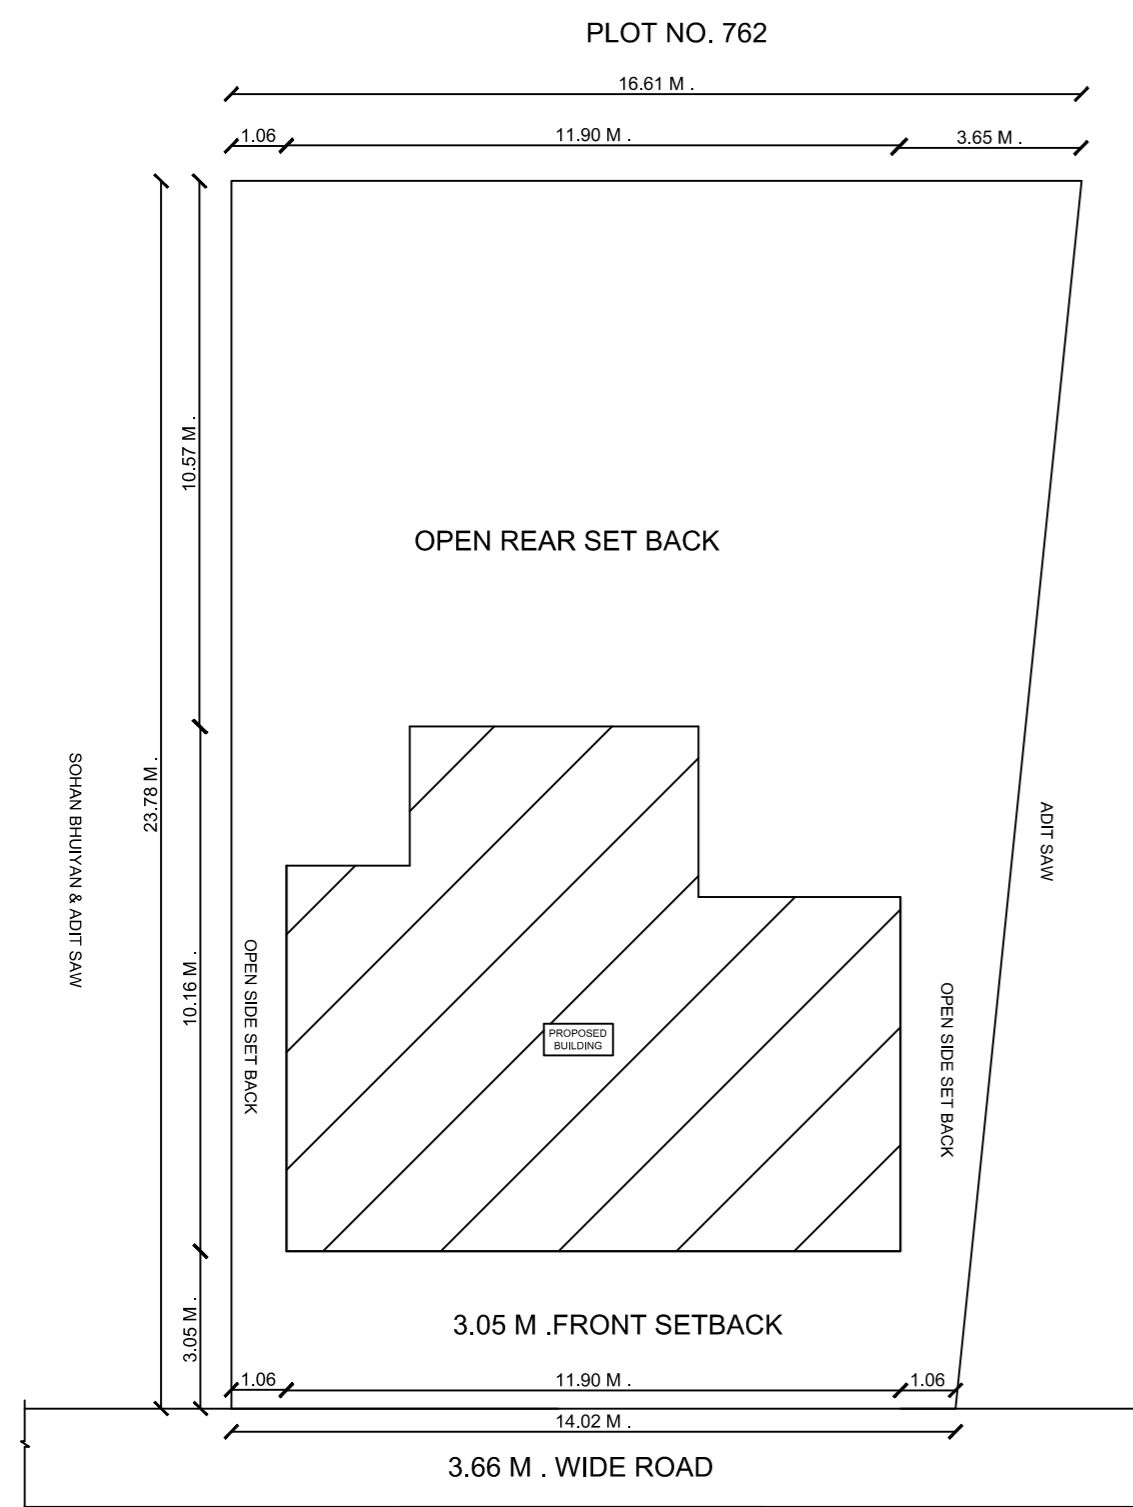 PLOT NO. 762
16.61 M .
1.06
11.90 M .
3.65 M .
10.57 M .
OPEN REAR SET BACK
23.78 M .
SOHAN BHUIYAN & ADIT SAW
ADIT SAW
10.16 M .
OPEN SIDE SET BACK
PROPOSED
BUILDING
OPEN SIDE SET BACK
3.05 M .
3.05 M .FRONT SETBACK
1.06
11.90 M .
1.06
14.02 M .
3.66 M . WIDE ROAD